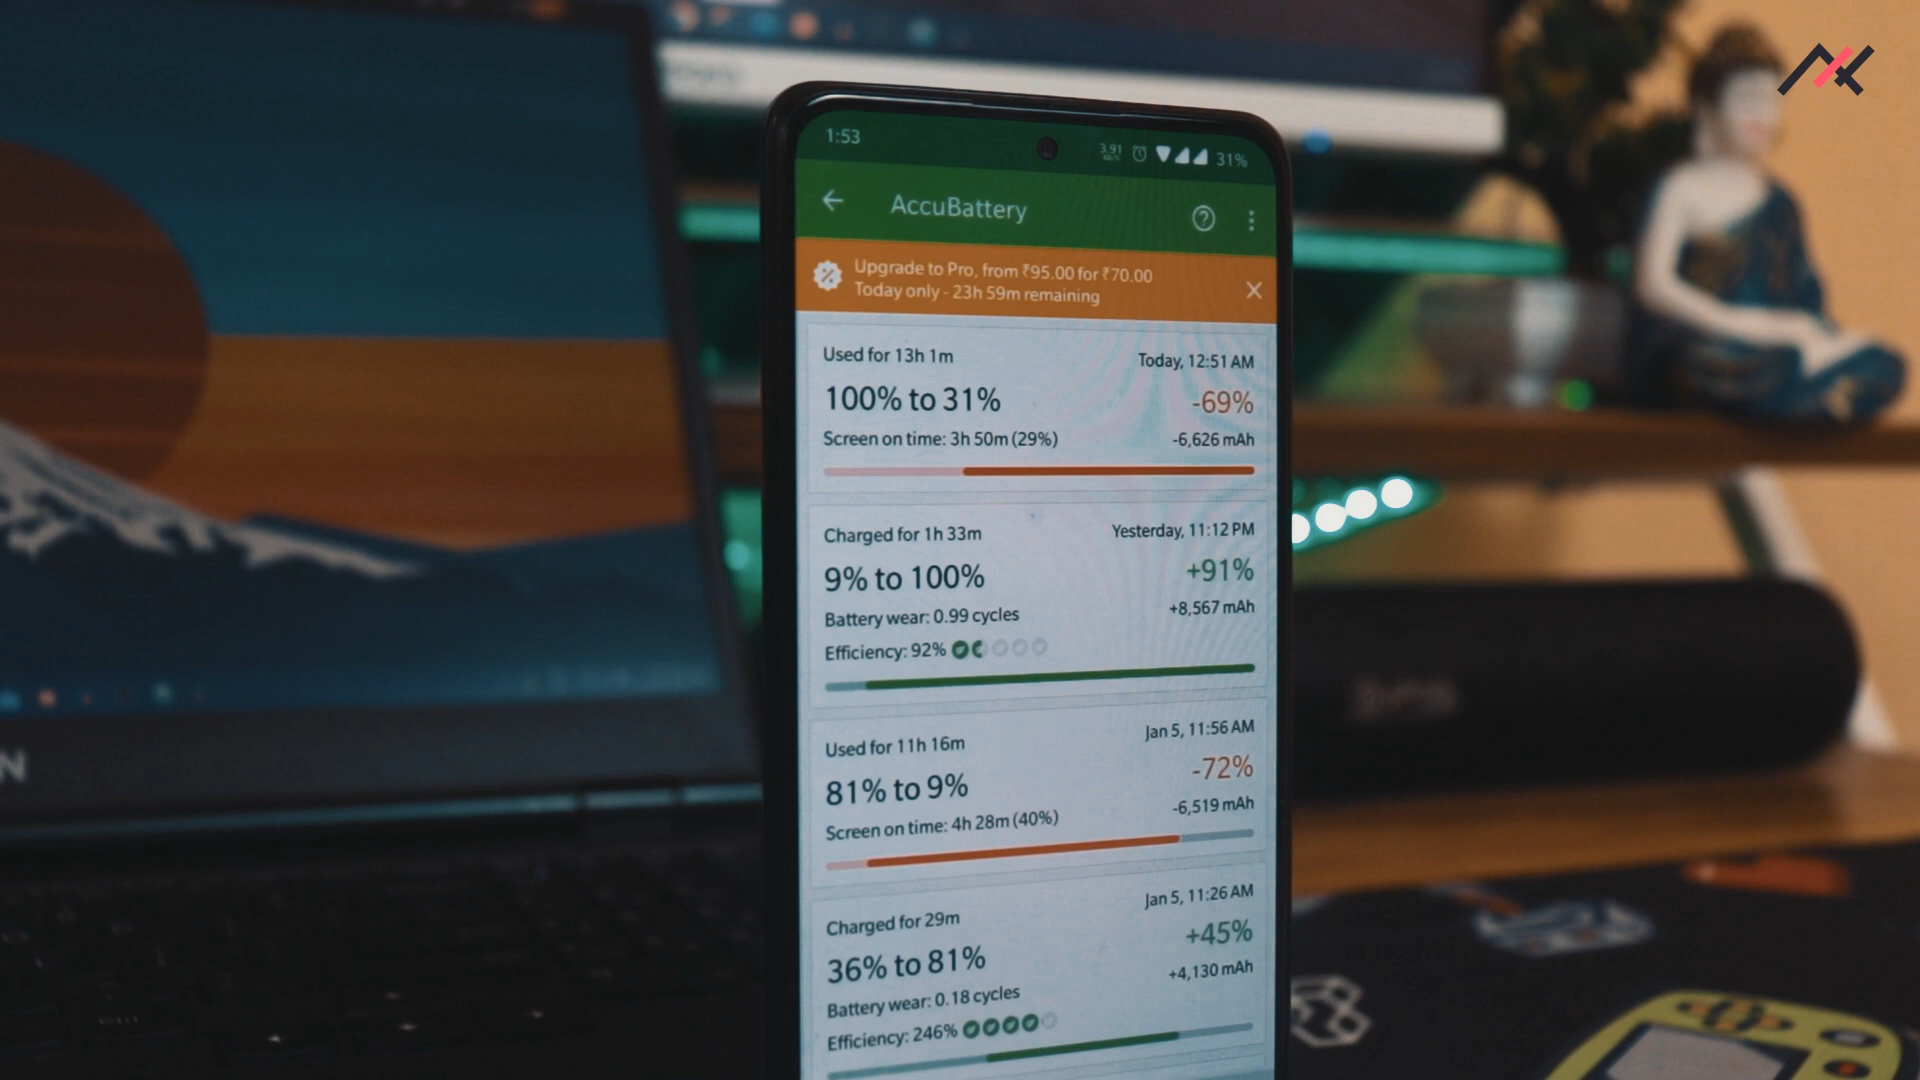 1:53
3.91
KB/S
31%
AccuBattery
Upgrade to Pro, from ₹95.00 for ₹70.00
Today only - 23h 59m remaining
Used for 13h 1m
Today, 12:51 AM
100% to 31%
-69%
Screen on time: 3h 50m (29%)
-6,626 mAh
Charged for 1h 33m
Yesterday, 11:12 PM
9% to 100%
+91%
Battery wear: 0.99 cycles
+8,567 mAh
Efficiency: 92%
Used for 11h 16m
Jan 5, 11:56 AM
81% to 9%
-72%
Screen on time: 4h 28m (40%)
-6,519 mAh
Charged for 29m
Jan 5, 11:26 AM
36% to 81%
+45%
Battery wear: 0.18 cycles
+4,130 mAh
Efficiency: 246%
N
Ctrl